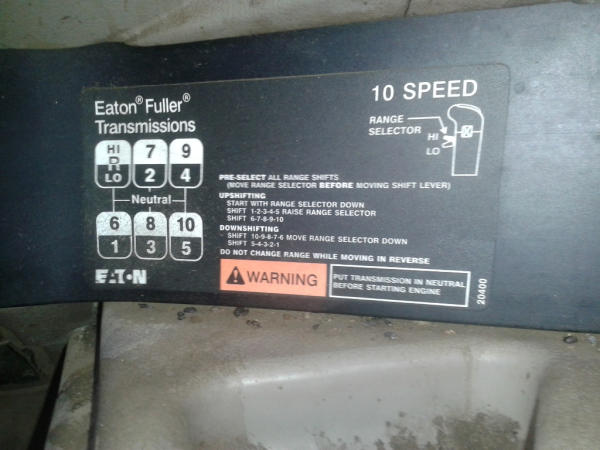 Eaton® Fuller®
Transmissions
10 SPEED
RANGE
SELECTOR
HI
LO
HI
R
LO
7
2
9
4
Neutral
6
1
8
3
10
5
PRE-SELECT ALL RANGE SHIFTS
(MOVE RANGE SELECTOR BEFORE MOVING SHIFT LEVER)
UPSHIFTING
START WITH RANGE SELECTOR DOWN
SHIFT 1-2-3-4-5 RAISE RANGE SELECTOR
SHIFT 6-7-8-9-10
DOWNSHIFTING
SHIFT 10-9-8-7-6 MOVE RANGE SELECTOR DOWN
SHIFT 5-4-3-2-1
DO NOT CHANGE RANGE WHILE MOVING IN REVERSE
EATON
WARNING
PUT TRANSMISSION IN NEUTRAL
BEFORE STARTING ENGINE
20400